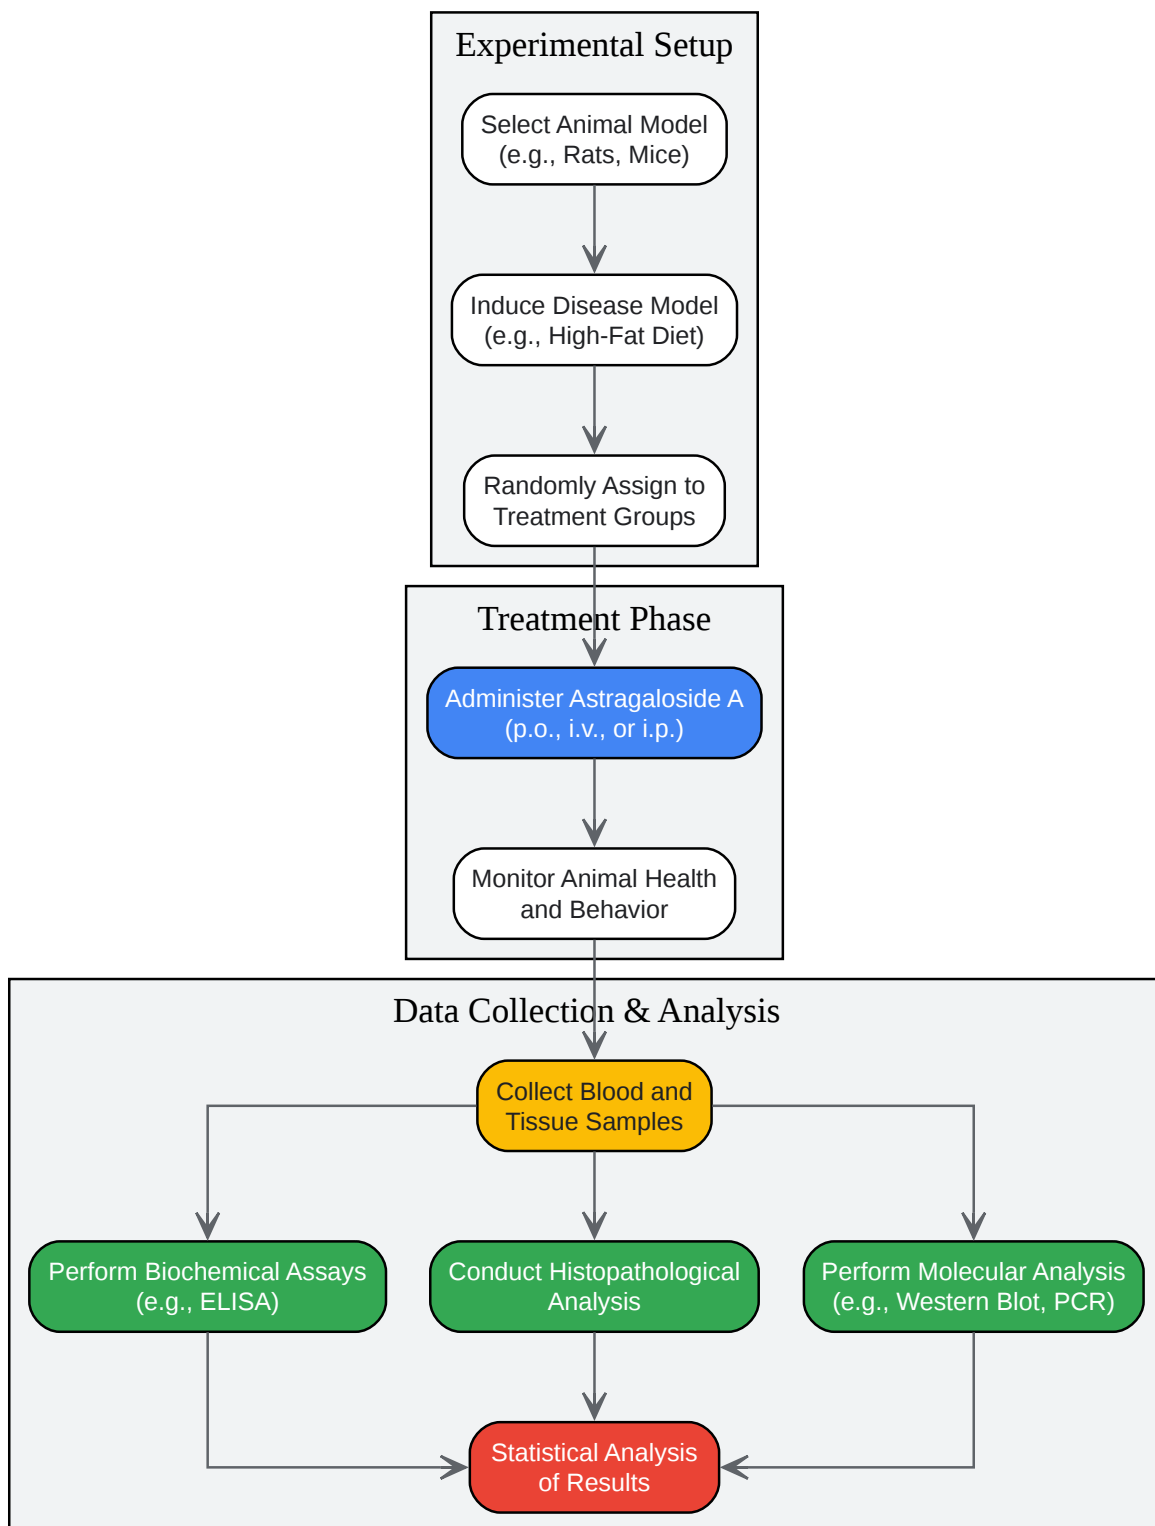 Experimental Setup
Select Animal Model
(e.g., Rats, Mice)
Induce Disease Model
(e.g., High-Fat Diet)
Randomly Assign to
Treatment Groups
Treatment Phase
Administer Astragaloside A
(p.o., i.v., or i.p.)
Monitor Animal Health
and Behavior
Data Collection & Analysis
Collect Blood and
Tissue Samples
Perform Biochemical Assays
(e.g., ELISA)
Conduct Histopathological
Analysis
Perform Molecular Analysis
(e.g., Western Blot, PCR)
Statistical Analysis
of Results